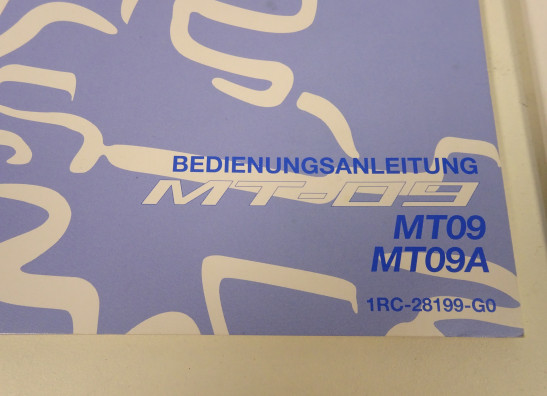 BEDIENUNGSANLEITUNG
MT-09
MT09
MT09A
1RC-28199-G0